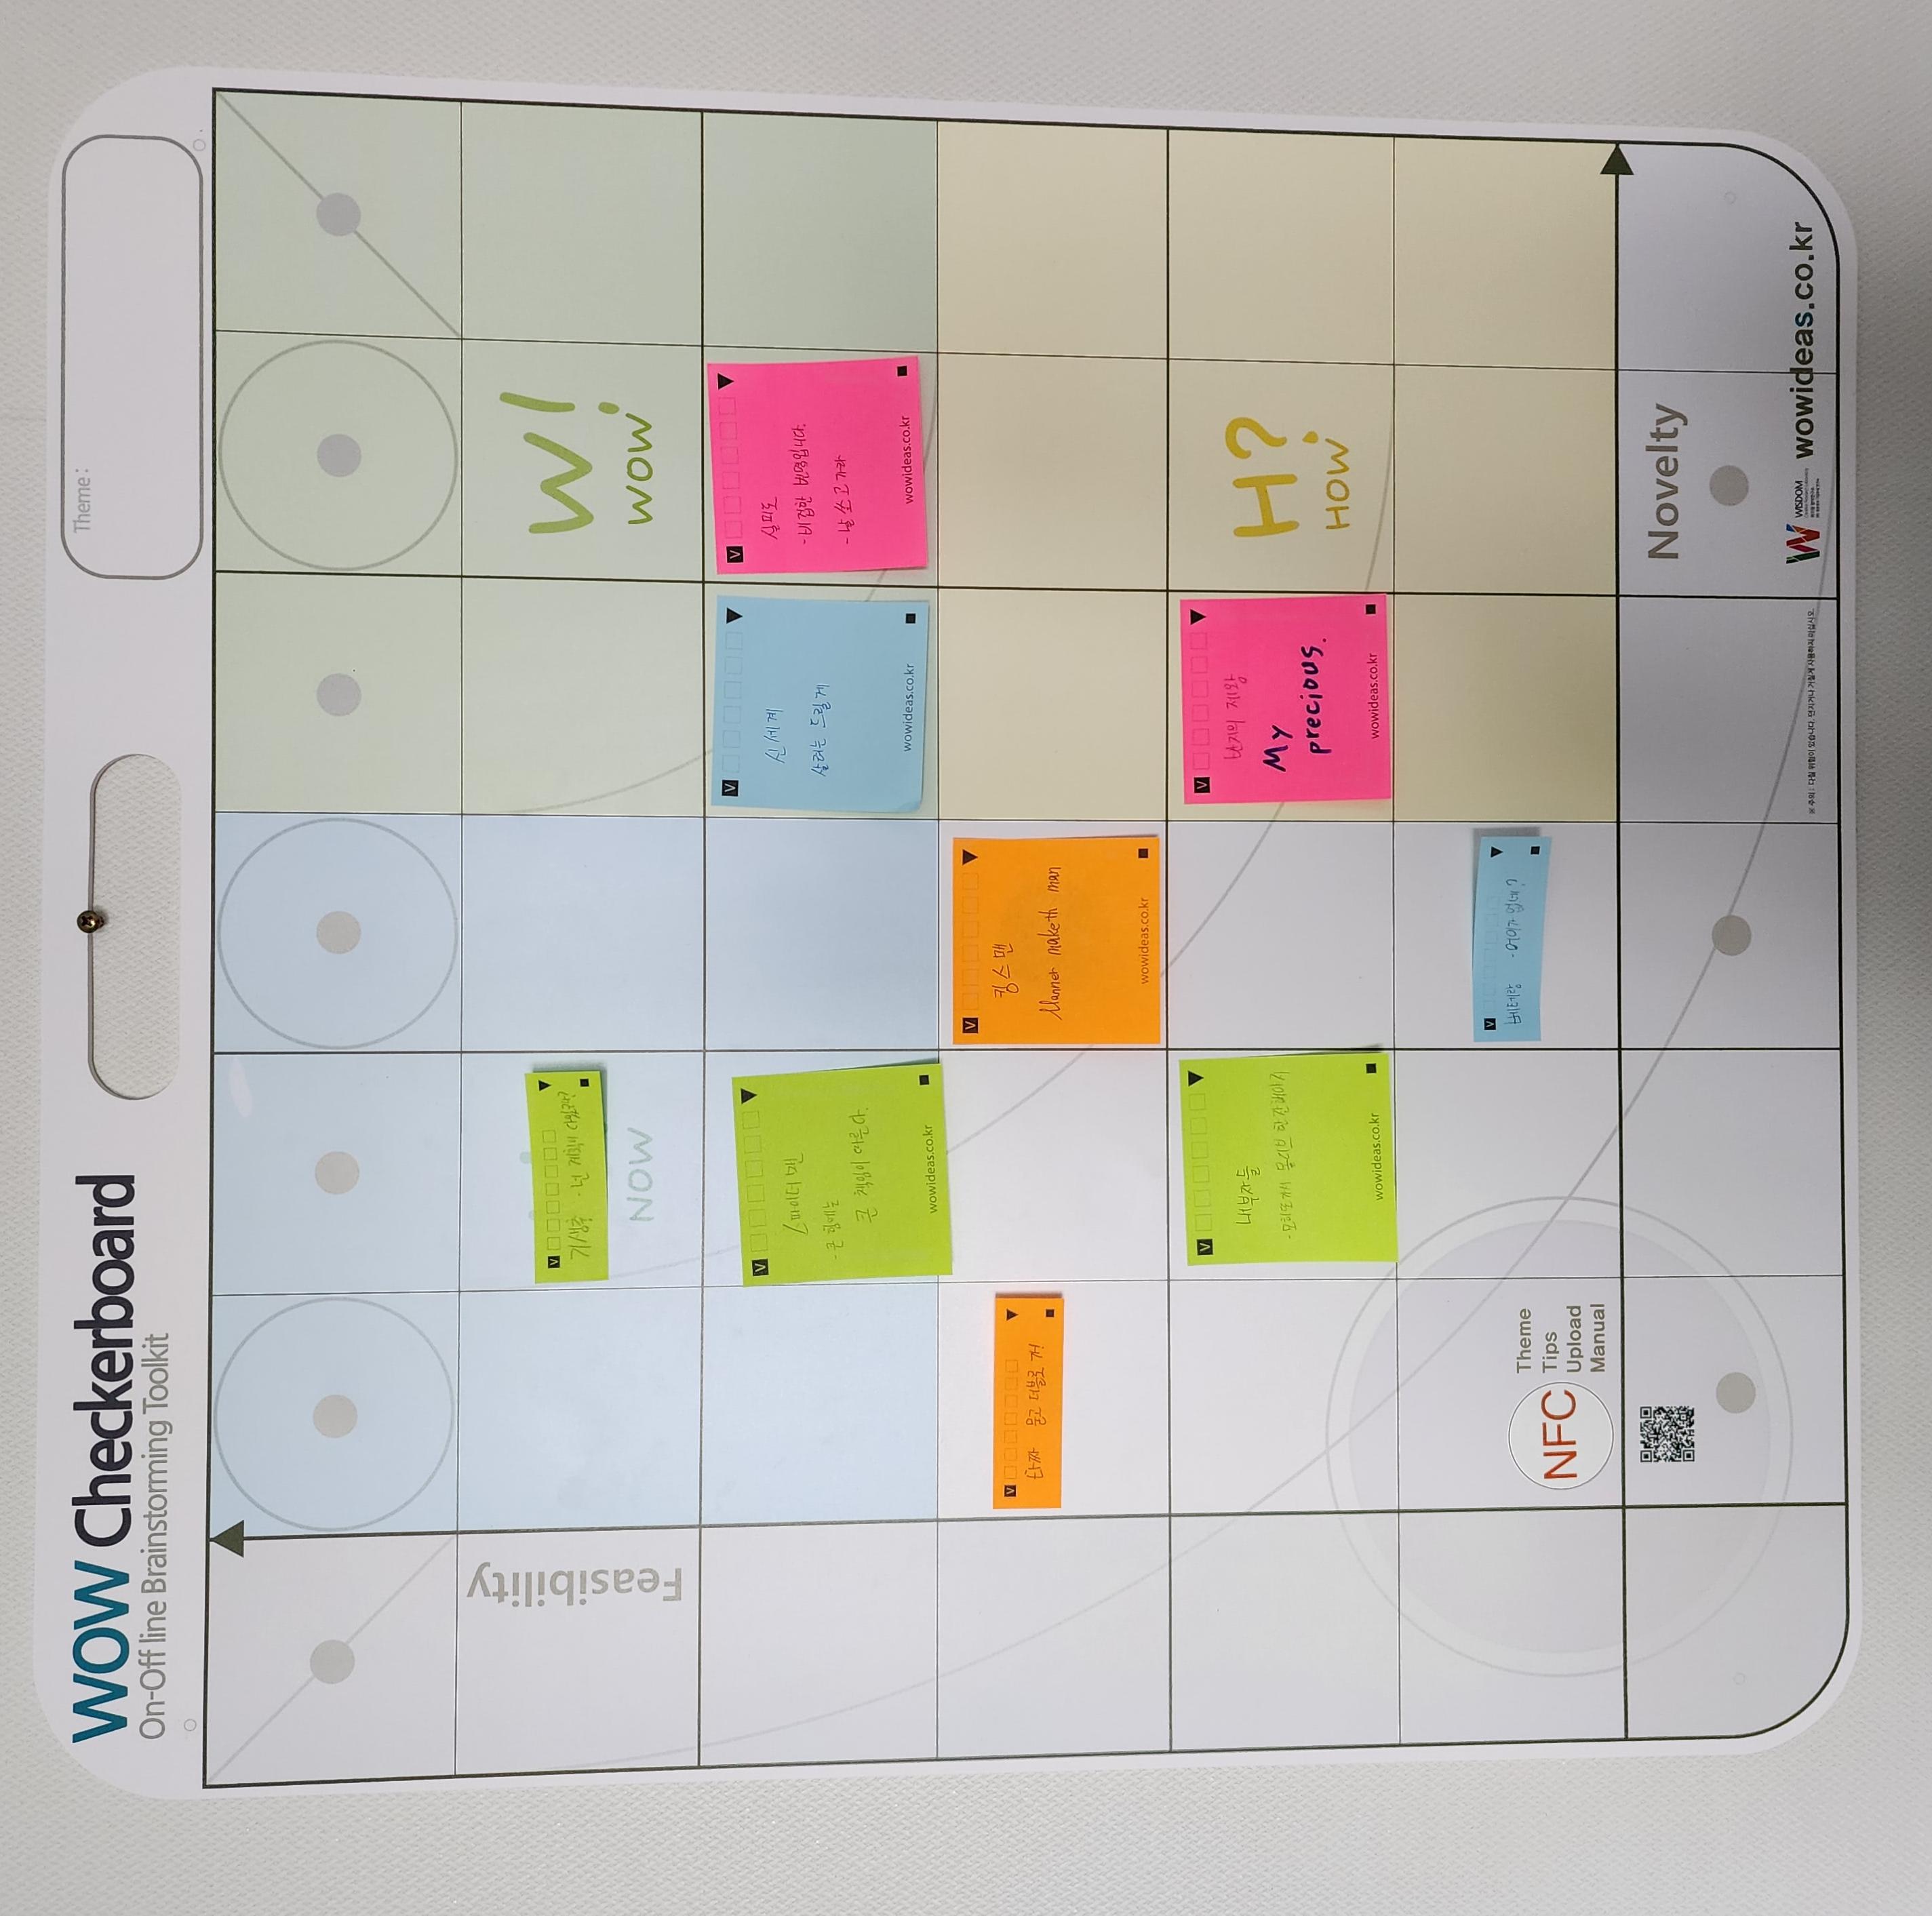 WOW Checkerboard
On-Off line Brainstorming Toolkit
Theme :
Feasibility
V
기생충 - 넌 계획이 다있구나?
NOW
W!
WOW
V
스파이더맨
- 큰 힘에는
큰 책임이 따른다.
wowideas.co.kr
V
신세계
살려는 드릴게
wowideas.co.kr
V
실미도
- 비겁한 변명입니다.
- 날 쏘고 가라
wowideas.co.kr
V
타짜 묻고 더블로 가!
V
킹스맨
Manner maketh man
wowideas.co.kr
V
내부자들
- 모히또가서 몰디브 한잔
wowideas.co.kr
V
반지의 제왕
My
precious.
wowideas.co.kr
H?
HOW
V
베테랑 - 어이가 없네?
NFC
Theme
Tips
Upload
Manual
Novelty
※ 주의 : 다칠 위험이 있습니다. 던지거나 거칠게 사용하지 마십시오.
W WISDOM
wowideas.co.kr